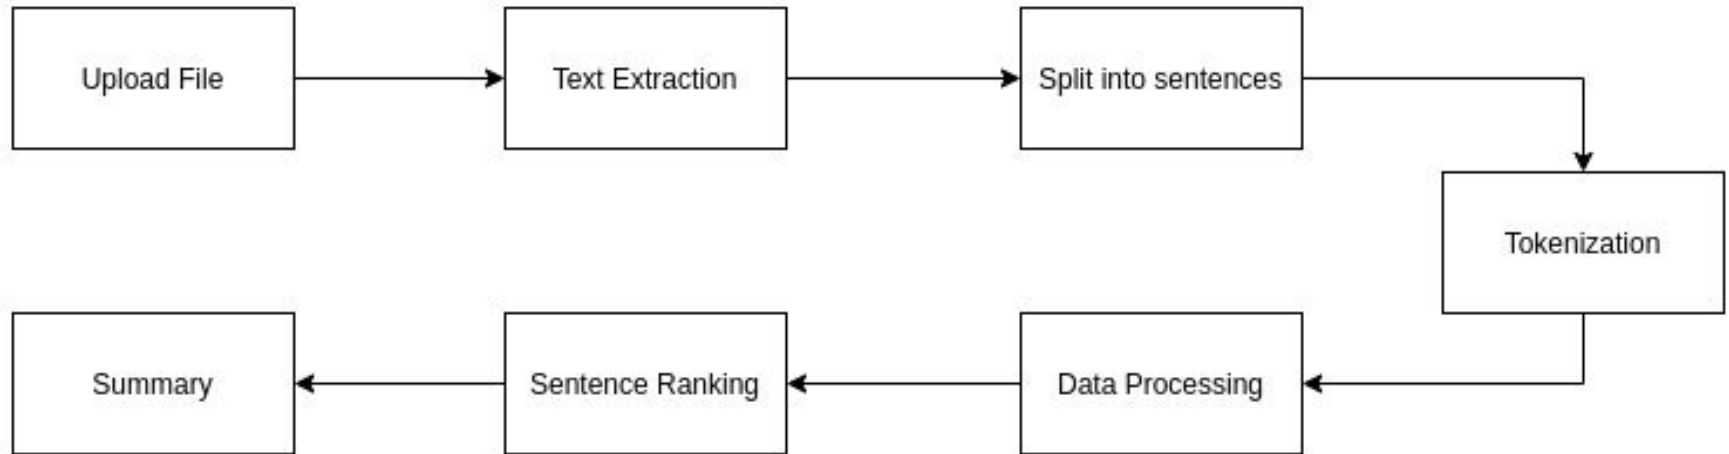 Upload File
Text Extraction
Split into sentences
Tokenization
Data Processing
Sentence Ranking
Summary